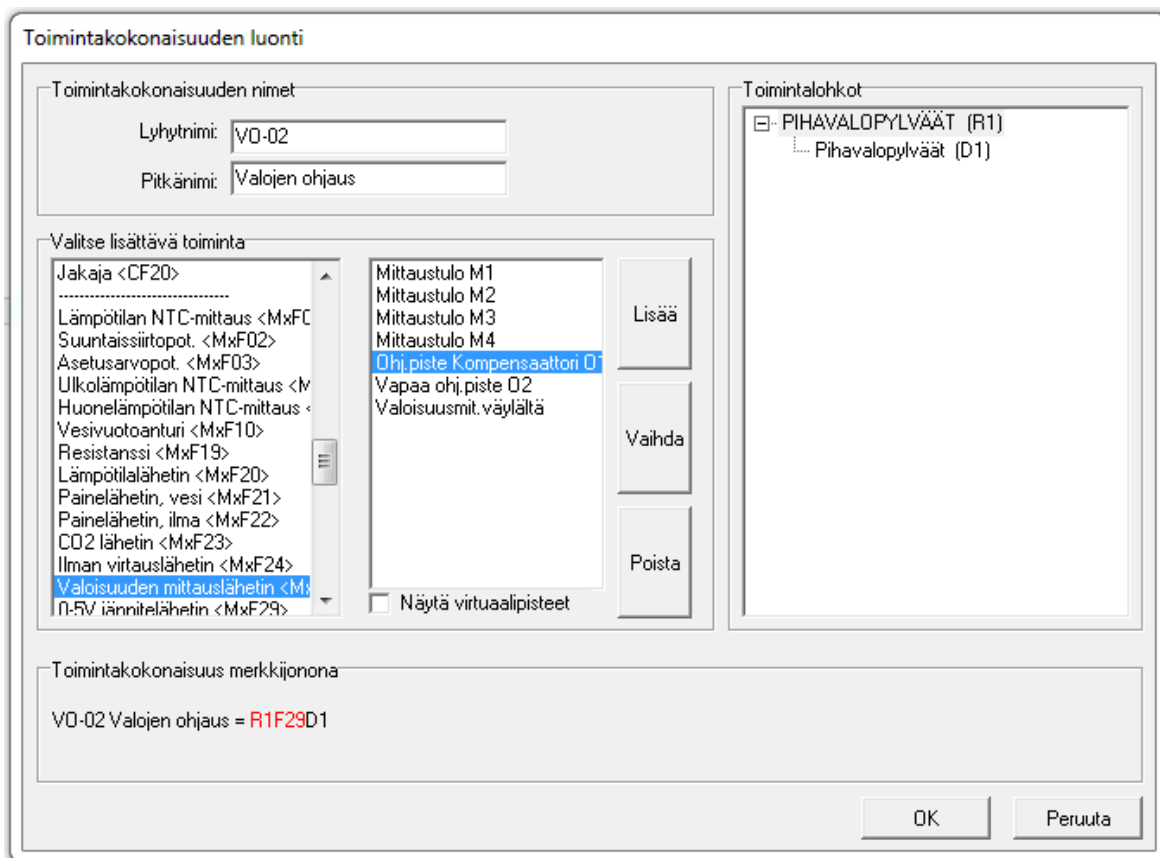 Toimintakokonaisuuden luonti
Toimintakokonaisuuden nimet
Lyhytnimi: VO-02
Pitkänimi: Valojen ohjaus
Valitse lisättävä toiminta
Jakaja <CF20>
---------------------------------
Lämpötilan NTC-mittaus <MxF0
Suuntaissiirtopot. <MxF02>
Asetusarvopot. <MxF03>
Ulkolämpötilan NTC-mittaus <M
Huonelämpötilan NTC-mittaus <
Vesivuotoanturi <MxF10>
Resistanssi <MxF19>
Lämpötilalähetin <MxF20>
Painelähetin, vesi <MxF21>
Painelähetin, ilma <MxF22>
CO2 lähetin <MxF23>
Ilman virtauslähetin <MxF24>
Valoisuuden mittauslähetin <Mx
0-5V jännitelähetin <MxF29>
Mittaustulo M1
Mittaustulo M2
Mittaustulo M3
Mittaustulo M4
Ohj.piste Kompensaattori O1
Vapaa ohj.piste O2
Valoisuusmit.väylältä
Näytä virtuaalipisteet
Lisää
Vaihda
Poista
Toimintalohkot
PIHAVALOPYLVÄÄT (R1)
Pihavalopylväät (D1)
Toimintakokonaisuus merkkijonona
VO-02 Valojen ohjaus = R1F29D1
OK
Peruuta